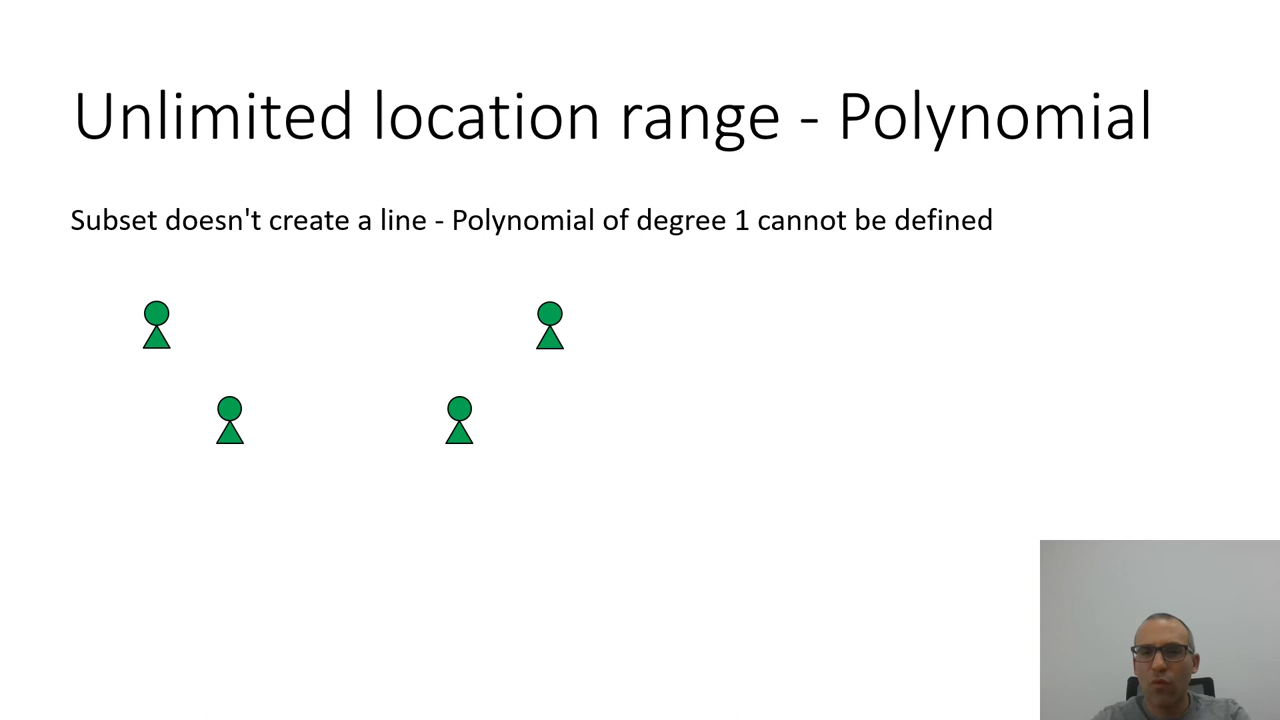 Unlimited location range - Polynomial
Subset doesn't create a line - Polynomial of degree 1 cannot be defined